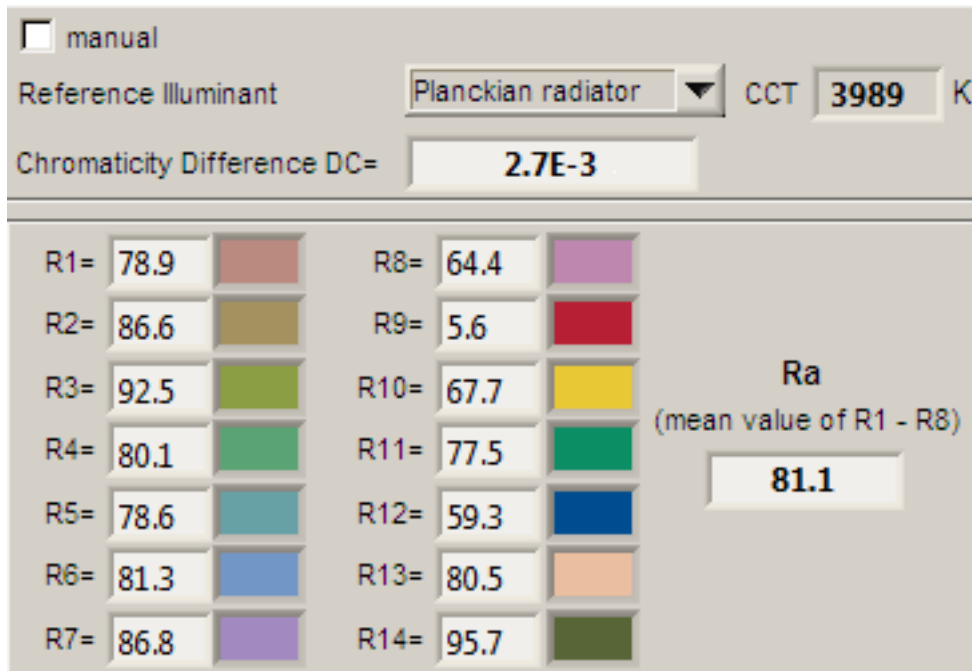 manual
Reference Illuminant Planckian radiator CCT 3989 K
Chromaticity Difference DC= 2.7E-3
R1= 78.9 R8= 64.4
R2= 86.6 R9= 5.6
R3= 92.5 R10= 67.7 Ra
R4= 80.1 R11= 77.5 (mean value of R1 - R8)
R5= 78.6 R12= 59.3 81.1
R6= 81.3 R13= 80.5
R7= 86.8 R14= 95.7